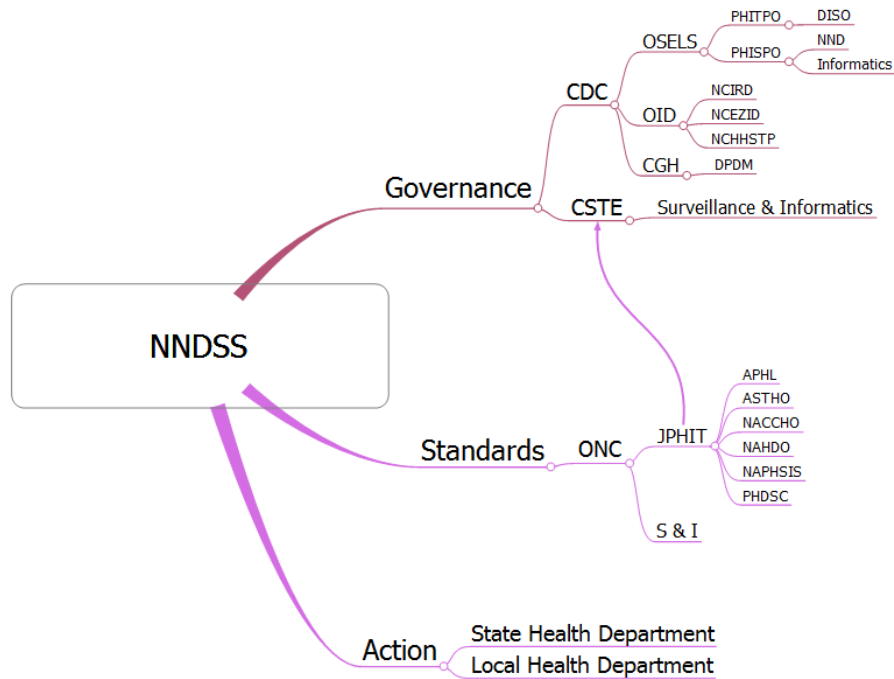 NNDSS
Governance
CDC
OSELS
PHITPO
DISO
PHISPO
NND
Informatics
OID
NCIRD
NCEZID
NCHHSTP
CGH
DPDM
CSTE
Surveillance & Informatics
Standards
ONC
JPHIT
APHL
ASTHO
NACCHO
NAHDO
NAPHSIS
PHDSC
S & I
Action
State Health Department
Local Health Department